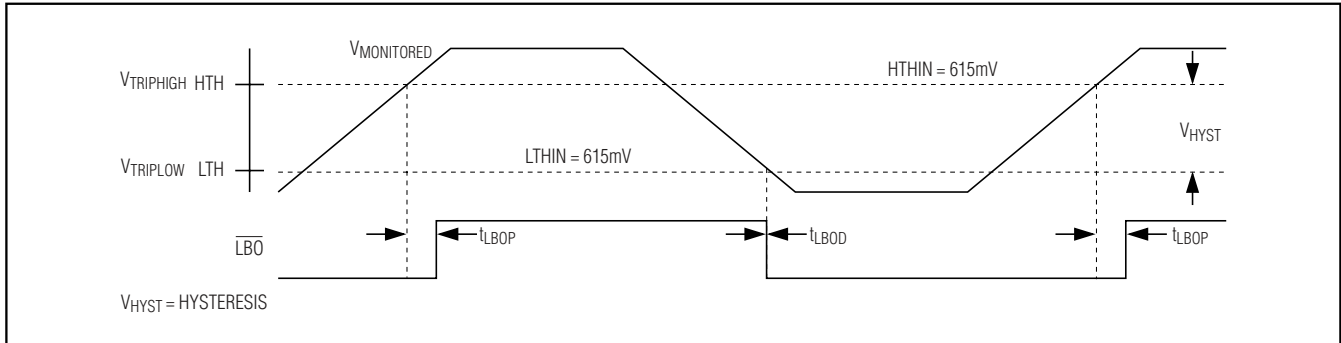 VMONITORED
VTRIPHIGH HTH
HTHIN = 615mV
VHYST
VTRIPLOW LTH
LTHIN = 615mV
LBO
tLBOP
tLBOD
tLBOP
VHYST = HYSTERESIS